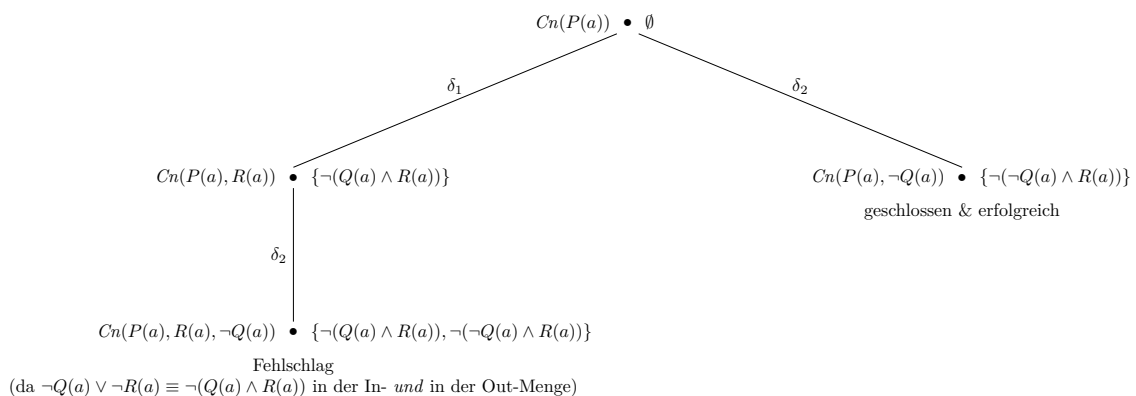 Cn(P(a)) • ∅
δ₁
δ₂
Cn(P(a), R(a)) • {¬(Q(a) ∧ R(a))}
Cn(P(a), ¬Q(a)) • {¬(¬Q(a) ∧ R(a))}
geschlossen & erfolgreich
δ₂
Cn(P(a), R(a), ¬Q(a)) • {¬(Q(a) ∧ R(a)), ¬(¬Q(a) ∧ R(a))}
Fehlschlag
(da ¬Q(a) ∨ ¬R(a) ≡ ¬(Q(a) ∧ R(a)) in der In- und in der Out-Menge)